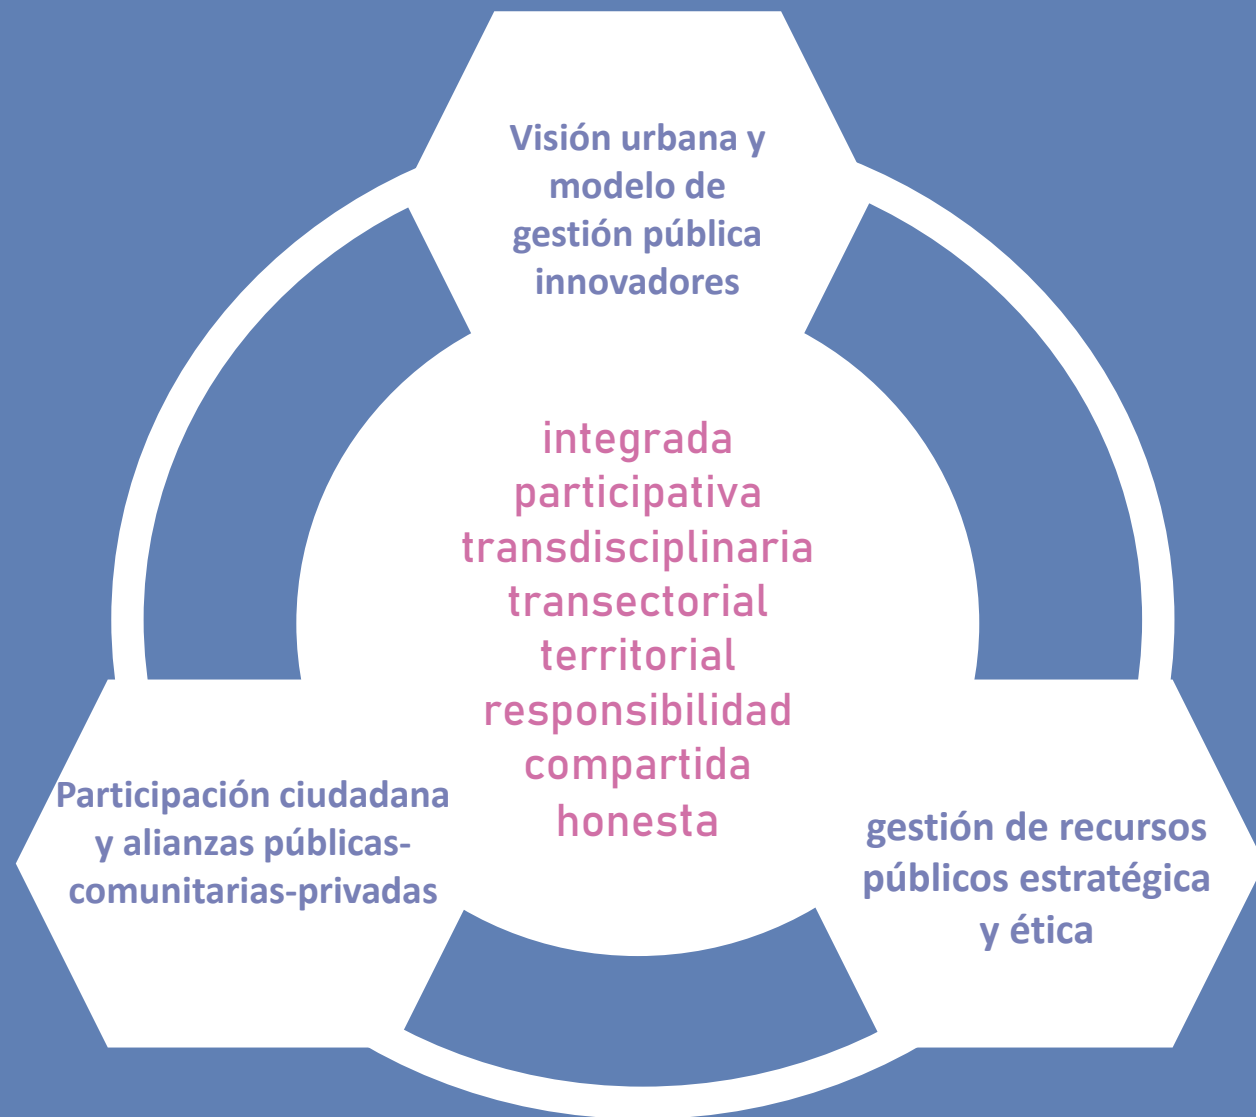 Visión urbana y
modelo de
gestión pública
innovadores
integrada
participativa
transdisciplinaria
transectorial
territorial
responsibilidad
compartida
honesta
Participación ciudadana
y alianzas públicas-
comunitarias-privadas
gestión de recursos
públicos estratégica
y ética